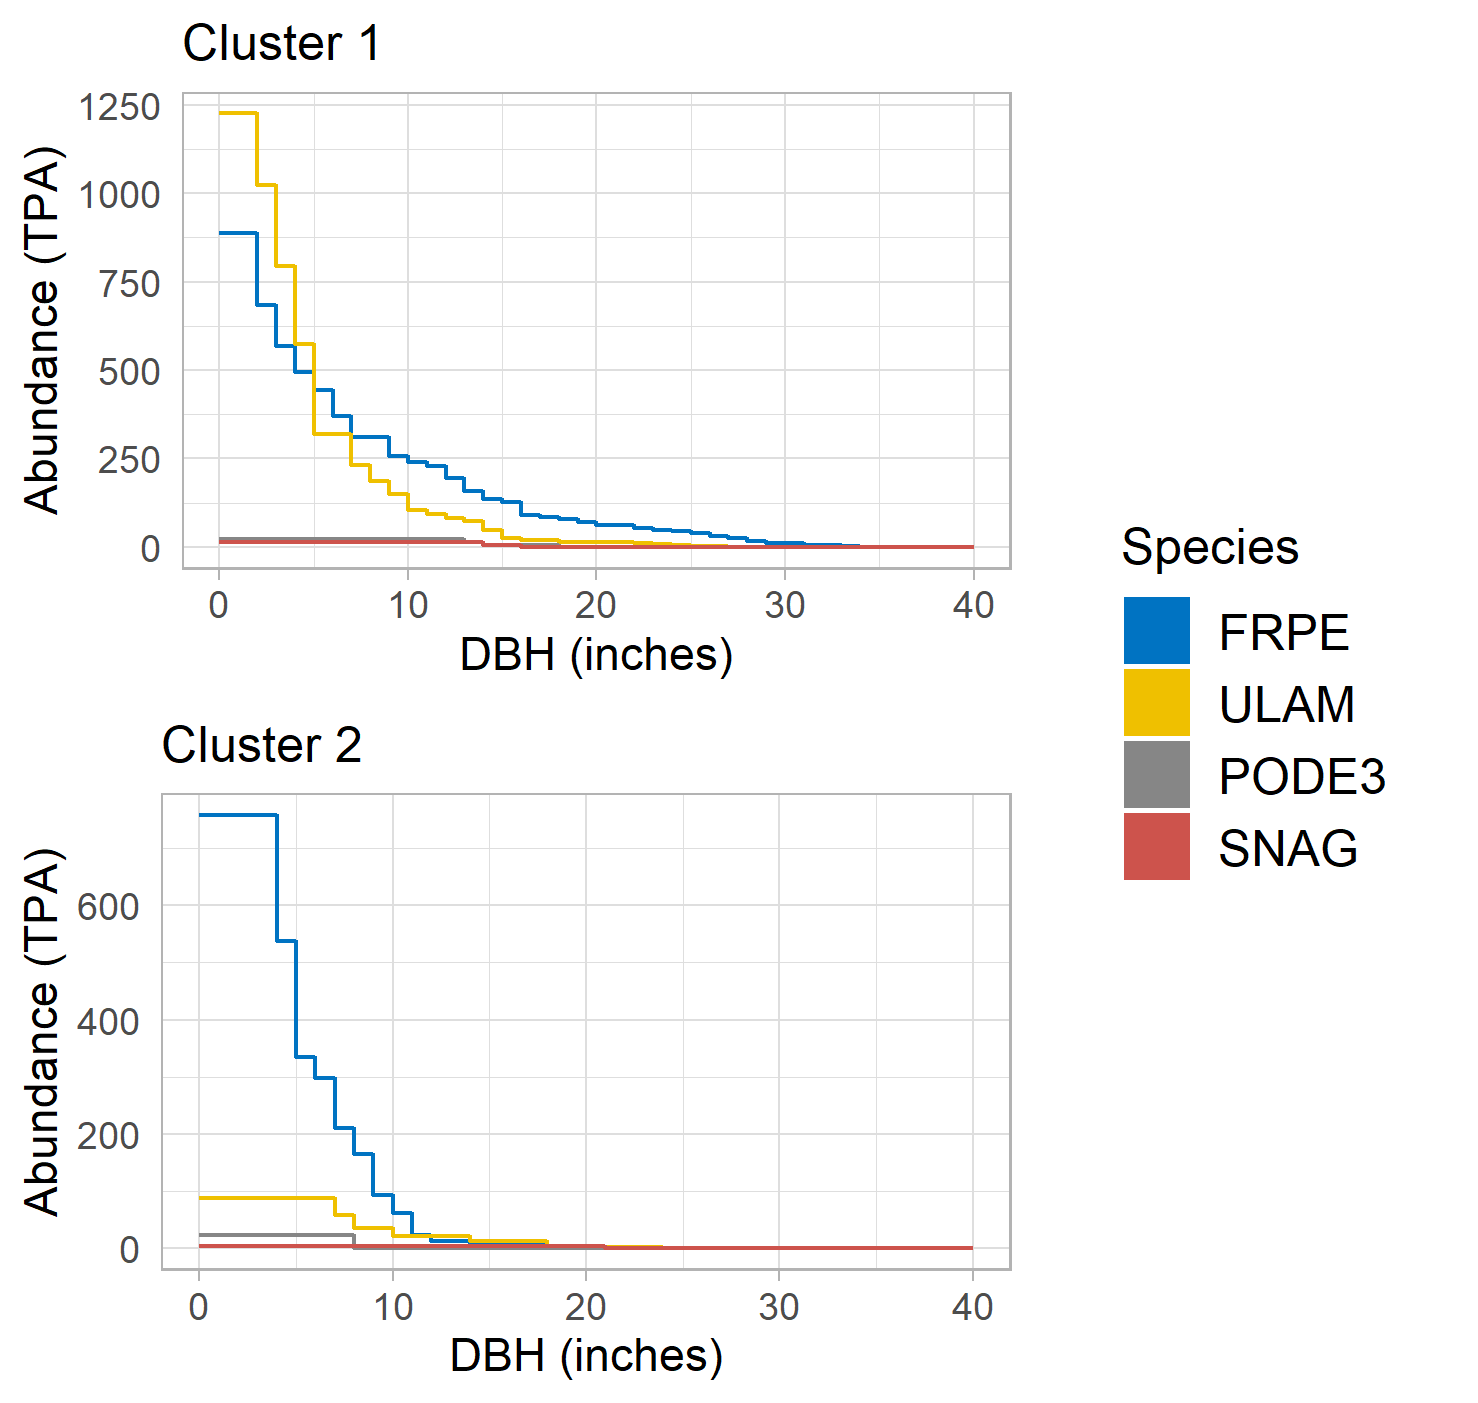 Cluster 1
Abundance (TPA)
1250
1000
750
500
250
0
0 10 20 30 40
DBH (inches)
Cluster 2
Abundance (TPA)
600
400
200
0
0 10 20 30 40
DBH (inches)
Species
FRPE
ULAM
PODE3
SNAG